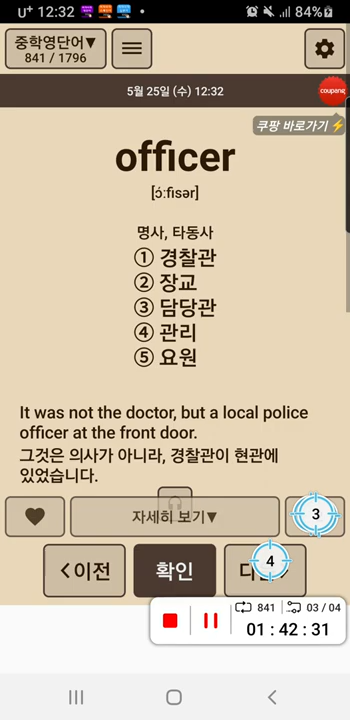 U+ 12:32 84%
중학영단어▼
841 / 1796
5월 25일 (수) 12:32
coupang
쿠팡 바로가기⚡
officer
[ɔ́:fisər]
명사, 타동사
① 경찰관
② 장교
③ 담당관
④ 관리
⑤ 요원
It was not the doctor, but a local police
officer at the front door.
그것은 의사가 아니라, 경찰관이 현관에
있었습니다.
자세히 보기▼
3
<이전
확인
4
841
03 / 04
01 : 42 : 31